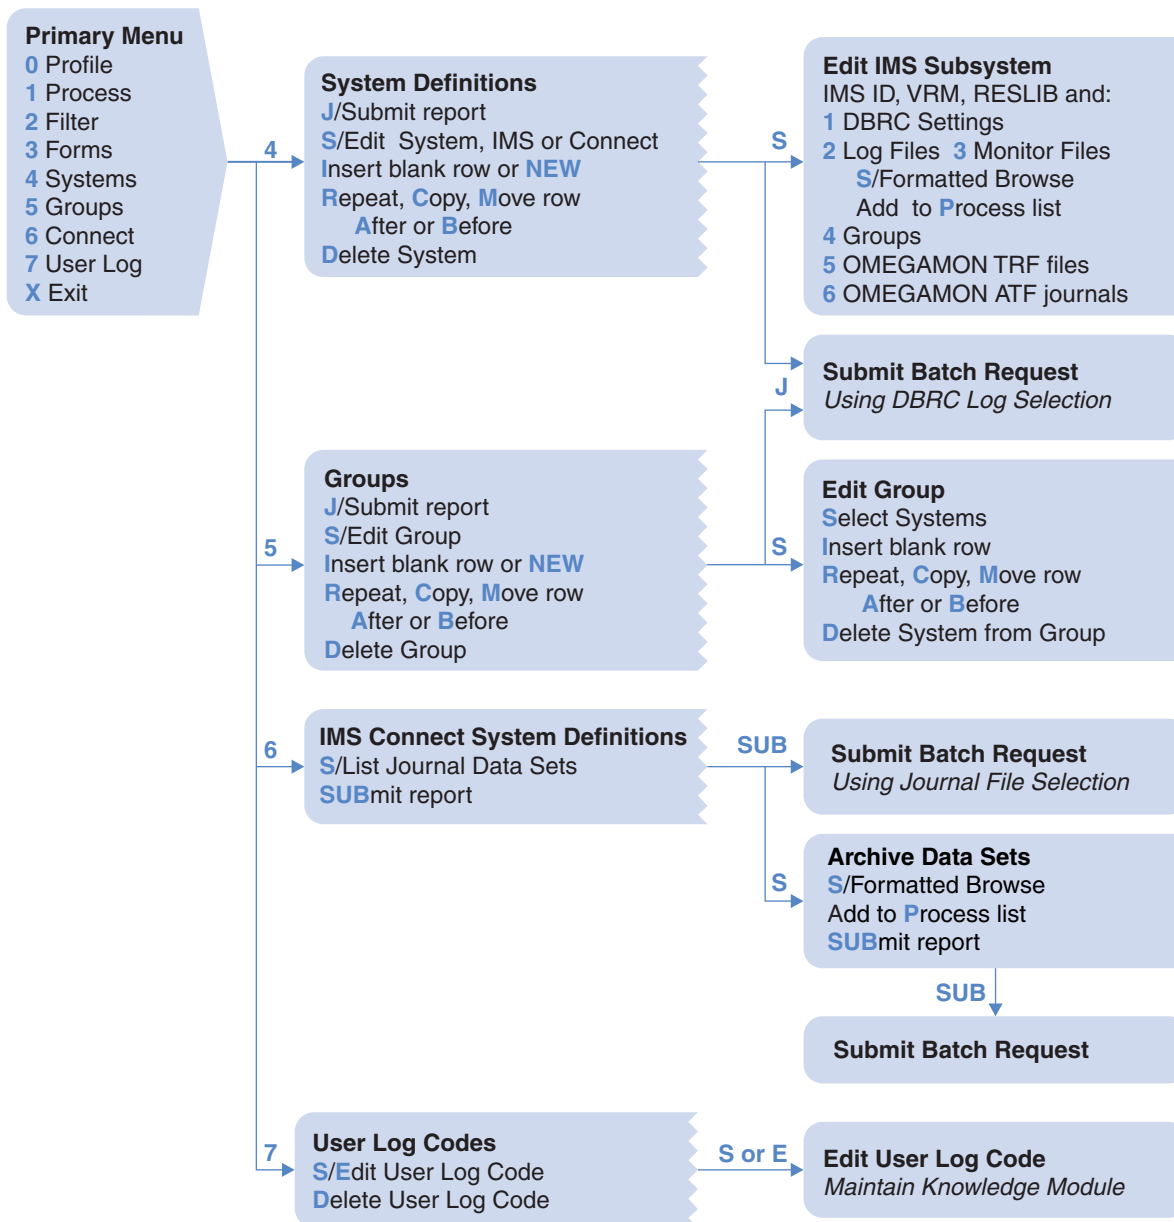 Primary Menu
0 Profile
1 Process
2 Filter
3 Forms
4 Systems
5 Groups
6 Connect
7 User Log
X Exit
4
System Definitions
J/Submit report
S/Edit System, IMS or Connect
Insert blank row or NEW
Repeat, Copy, Move row
After or Before
Delete System
S
Edit IMS Subsystem
IMS ID, VRM, RESLIB and:
1 DBRC Settings
2 Log Files 3 Monitor Files
S/Formatted Browse
Add to Process list
4 Groups
5 OMEGAMON TRF files
6 OMEGAMON ATF journals
J
Submit Batch Request
Using DBRC Log Selection
5
Groups
J/Submit report
S/Edit Group
Insert blank row or NEW
Repeat, Copy, Move row
After or Before
Delete Group
S
Edit Group
Select Systems
Insert blank row
Repeat, Copy, Move row
After or Before
Delete System from Group
6
IMS Connect System Definitions
S/List Journal Data Sets
SUBmit report
SUB
Submit Batch Request
Using Journal File Selection
S
Archive Data Sets
S/Formatted Browse
Add to Process list
SUBmit report
SUB
Submit Batch Request
7
User Log Codes
S/Edit User Log Code
Delete User Log Code
S or E
Edit User Log Code
Maintain Knowledge Module